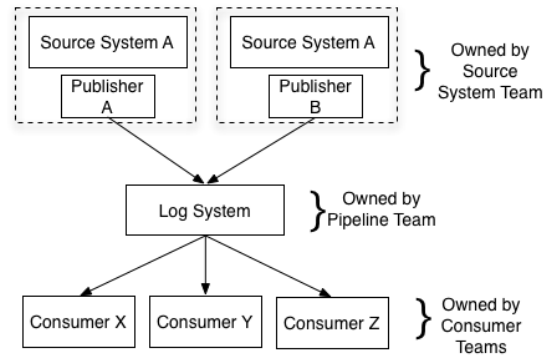 Source System A
Source System A
Publisher
A
Publisher
B
Owned by
Source
System Team
Log System
Owned by
Pipeline Team
Consumer X
Consumer Y
Consumer Z
Owned by
Consumer
Teams